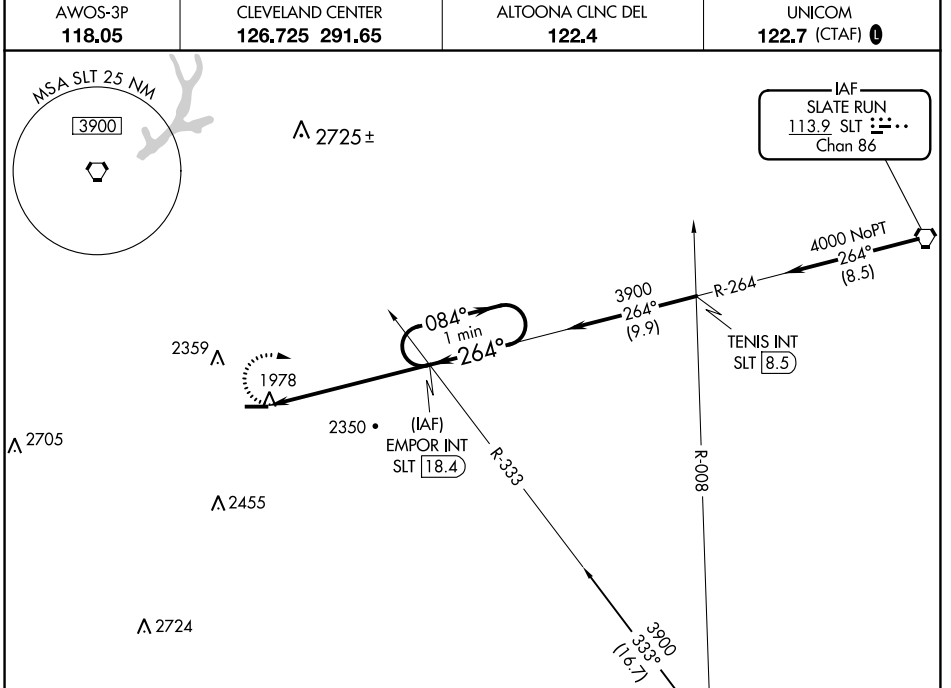 AWOS-3P
118.05
CLEVELAND CENTER
126.725 291.65
ALTOONA CLNC DEL
122.4
UNICOM
122.7 (CTAF) L
MSA SLT 25 NM
3900
2725 ±
IAF
SLATE RUN
113.9 SLT
Chan 86
4000 NoPT
264°
(8.5)
R-264
3900
264°
(9.9)
TENIS INT
SLT 8.5
084°
1 min
264°
2359
1978
2350
(IAF)
EMPOR INT
SLT 18.4
2705
R-333
R-008
2455
2724
3900
333°
(16.7)